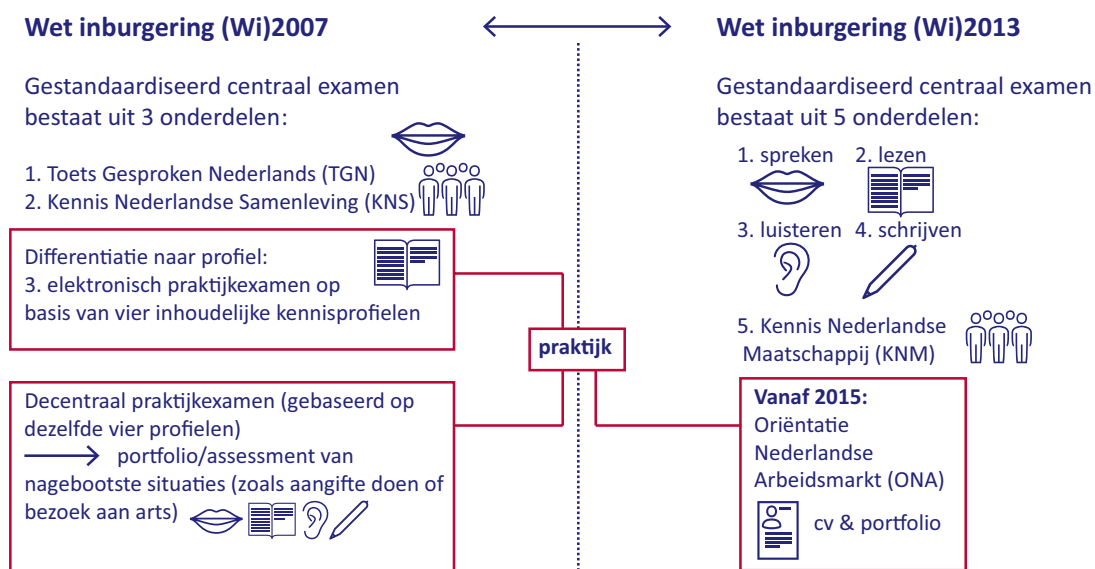 Wet inburgering (Wi)2007
Gestandaardiseerd centraal examen
bestaat uit 3 onderdelen:
1. Toets Gesproken Nederlands (TGN)
2. Kennis Nederlandse Samenleving (KNS)
Differentiatie naar profiel:
3. elektronisch praktijkexamen op
basis van vier inhoudelijke kennisprofielen
Decentraal praktijkexamen (gebaseerd op
dezelfde vier profielen)
portfolio/assessment van
nagebootste situaties (zoals aangifte doen of
bezoek aan arts)
praktijk
Wet inburgering (Wi)2013
Gestandaardiseerd centraal examen
bestaat uit 5 onderdelen:
1. spreken 2. lezen
3. luisteren 4. schrijven
5. Kennis Nederlandse
Maatschappij (KNM)
Vanaf 2015:
Oriëntatie
Nederlandse
Arbeidsmarkt (ONA)
cv & portfolio